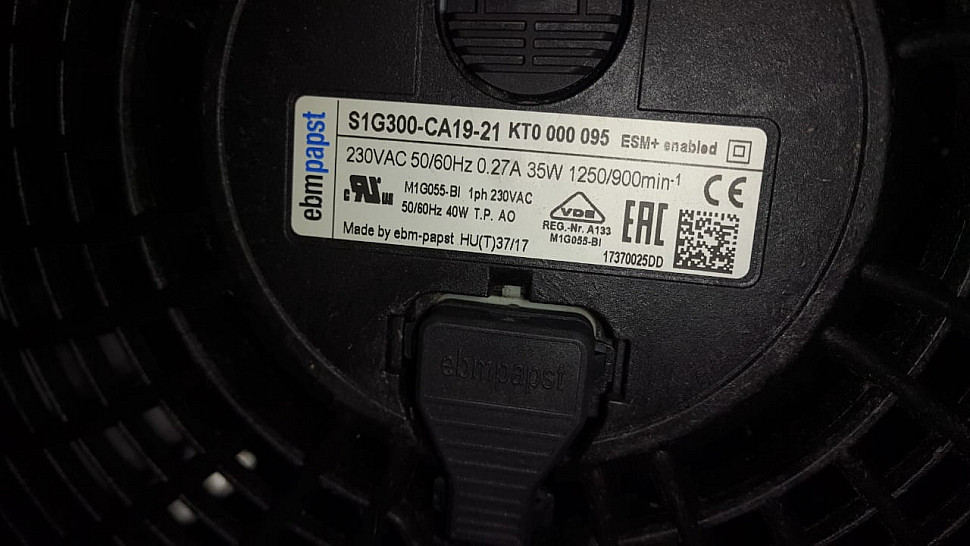 ebmpapst
S1G300-CA19-21 KT0 000 095 ESM+ enabled
230VAC 50/60Hz 0.27A 35W 1250/900min-1
CE
cRUus
M1G055-BI 1ph 230VAC
50/60Hz 40W T.P. AO
VDE
REG.-Nr. A133
M1G055-BI
EAC
Made by ebm-papst HU(T)37/17
17370025DD
ebmpapst